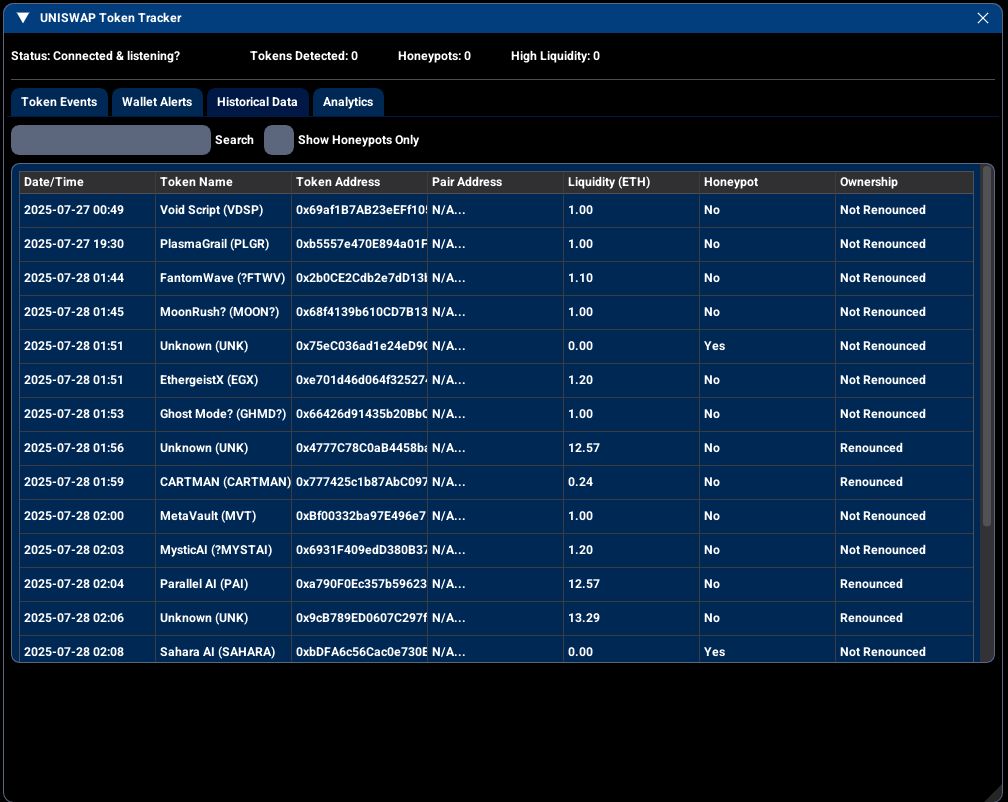 UNISWAP Token Tracker
Status: Connected & listening? Tokens Detected: 0 Honeypots: 0 High Liquidity: 0
Token Events Wallet Alerts Historical Data Analytics
Search Show Honeypots Only
Date/Time Token Name Token Address Pair Address Liquidity (ETH) Honeypot Ownership
2025-07-27 00:49 Void Script (VDSP) 0x69af1B7AB23eEFf10 N/A... 1.00 No Not Renounced
2025-07-27 19:30 PlasmaGrail (PLGR) 0xb5557e470E894a01F N/A... 1.00 No Not Renounced
2025-07-28 01:44 FantomWave (?FTWV) 0x2b0CE2Cdb2e7dD13 N/A... 1.10 No Not Renounced
2025-07-28 01:45 MoonRush? (MOON?) 0x68f4139b610CD7B13 N/A... 1.00 No Not Renounced
2025-07-28 01:51 Unknown (UNK) 0x75eC036ad1e24eD9 N/A... 0.00 Yes Not Renounced
2025-07-28 01:51 EthergeistX (EGX) 0xe701d46d064f32527 N/A... 1.20 No Not Renounced
2025-07-28 01:53 Ghost Mode? (GHMD?) 0x66426d91435b20Bb N/A... 1.00 No Not Renounced
2025-07-28 01:56 Unknown (UNK) 0x4777C78C0aB4458b N/A... 12.57 No Renounced
2025-07-28 01:59 CARTMAN (CARTMAN) 0x777425c1b87AbC097 N/A... 0.24 No Renounced
2025-07-28 02:00 MetaVault (MVT) 0xBf00332ba97E496e7 N/A... 1.00 No Not Renounced
2025-07-28 02:03 MysticAI (?MYSTAI) 0x6931F409edD380B37 N/A... 1.20 No Not Renounced
2025-07-28 02:04 Parallel AI (PAI) 0xa790F0Ec357b59623 N/A... 12.57 No Renounced
2025-07-28 02:06 Unknown (UNK) 0x9cB789ED0607C297f N/A... 13.29 No Renounced
2025-07-28 02:08 Sahara AI (SAHARA) 0xbDFA6c56Cac0e730 N/A... 0.00 Yes Not Renounced